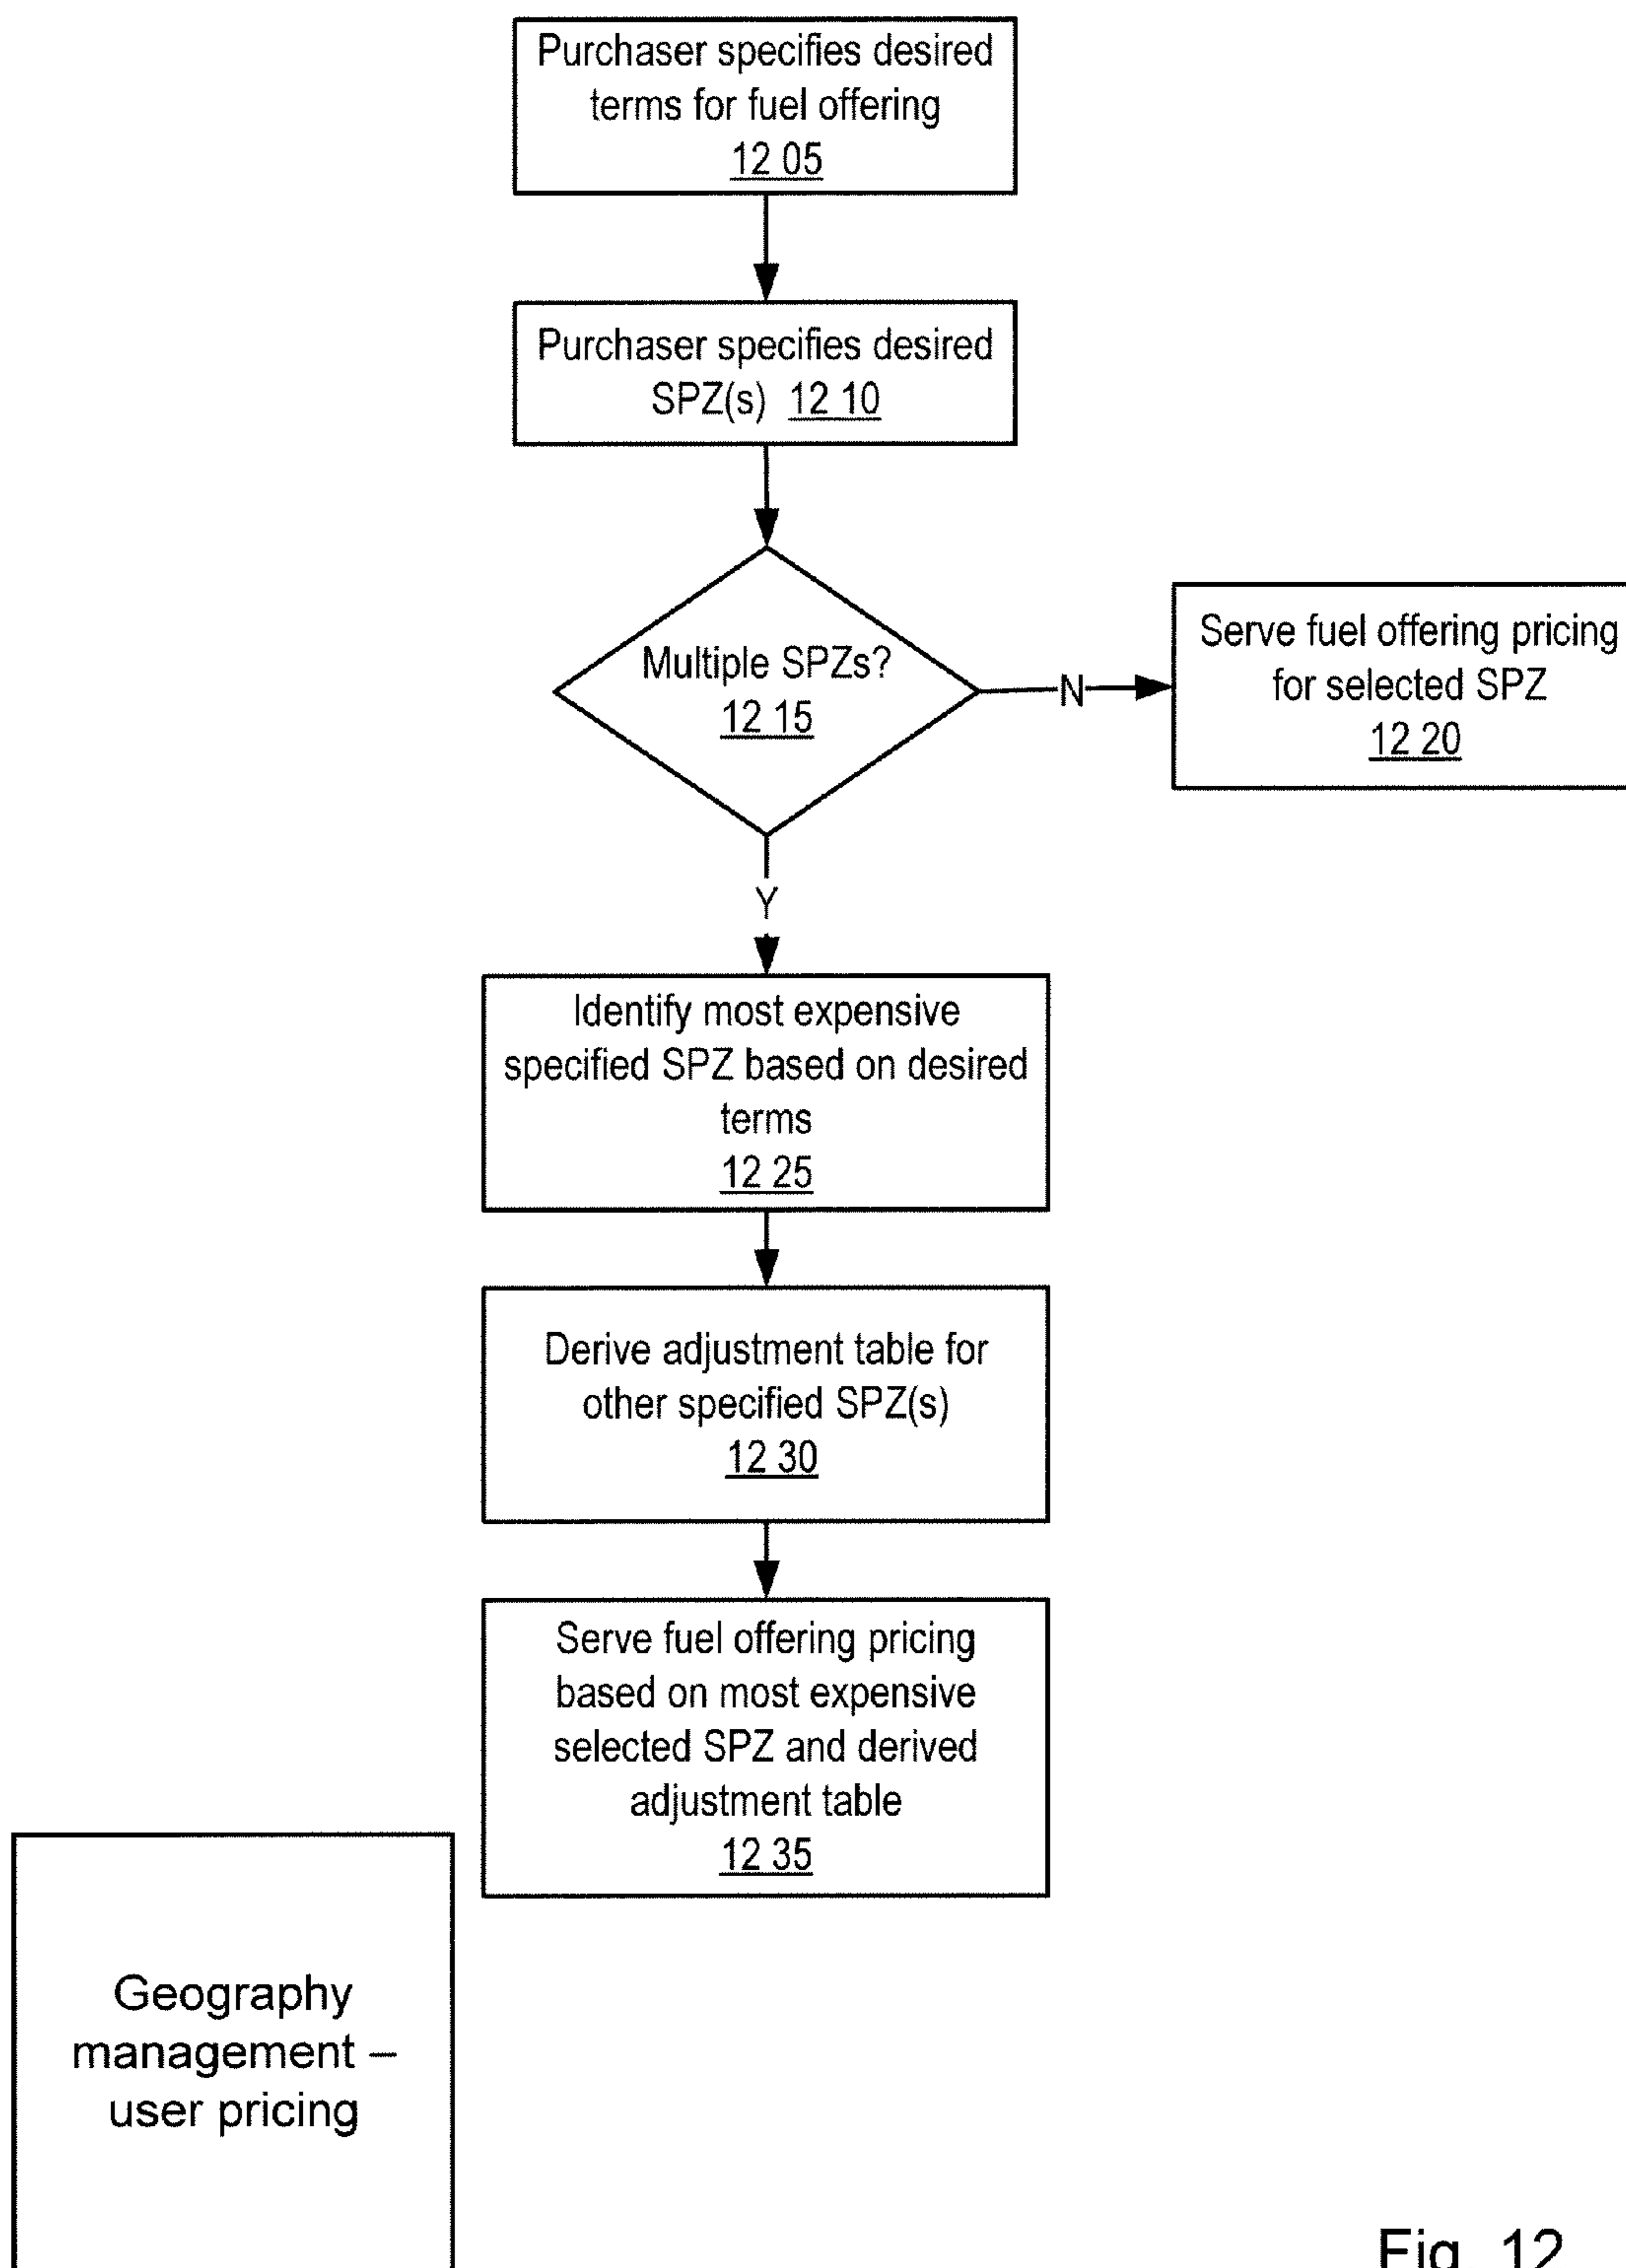 Purchaser specifies desired
terms for fuel offering
12 05
Purchaser specifies desired
SPZ(s) 12 10
Multiple SPZs?
12 15
N
Serve fuel offering pricing
for selected SPZ
12 20
Y
Identify most expensive
specified SPZ based on desired
terms
12 25
Derive adjustment table for
other specified SPZ(s)
12 30
Serve fuel offering pricing
based on most expensive
selected SPZ and derived
adjustment table
12 35
Geography
management –
user pricing
Fig. 12